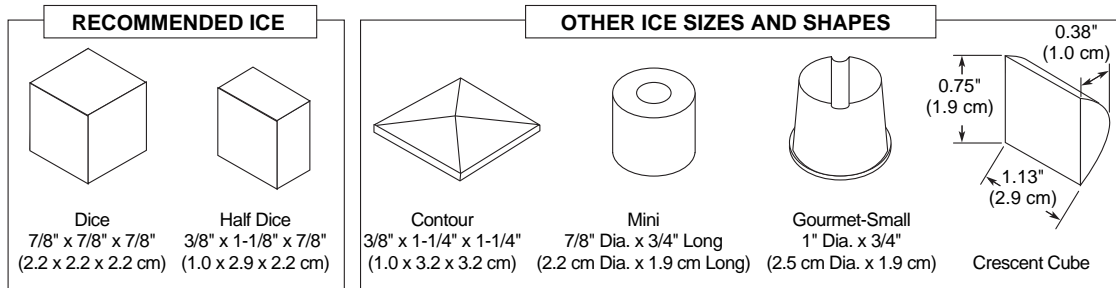 RECOMMENDED ICE
Dice
7/8" x 7/8" x 7/8"
(2.2 x 2.2 x 2.2 cm)
Half Dice
3/8" x 1-1/8" x 7/8"
(1.0 x 2.9 x 2.2 cm)
OTHER ICE SIZES AND SHAPES
Contour
3/8" x 1-1/4" x 1-1/4"
(1.0 x 3.2 x 3.2 cm)
Mini
7/8" Dia. x 3/4" Long
(2.2 cm Dia. x 1.9 cm Long)
Gourmet-Small
1" Dia. x 3/4"
(2.5 cm Dia. x 1.9 cm)
0.38"
(1.0 cm)
0.75"
(1.9 cm)
1.13"
(2.9 cm)
Crescent Cube